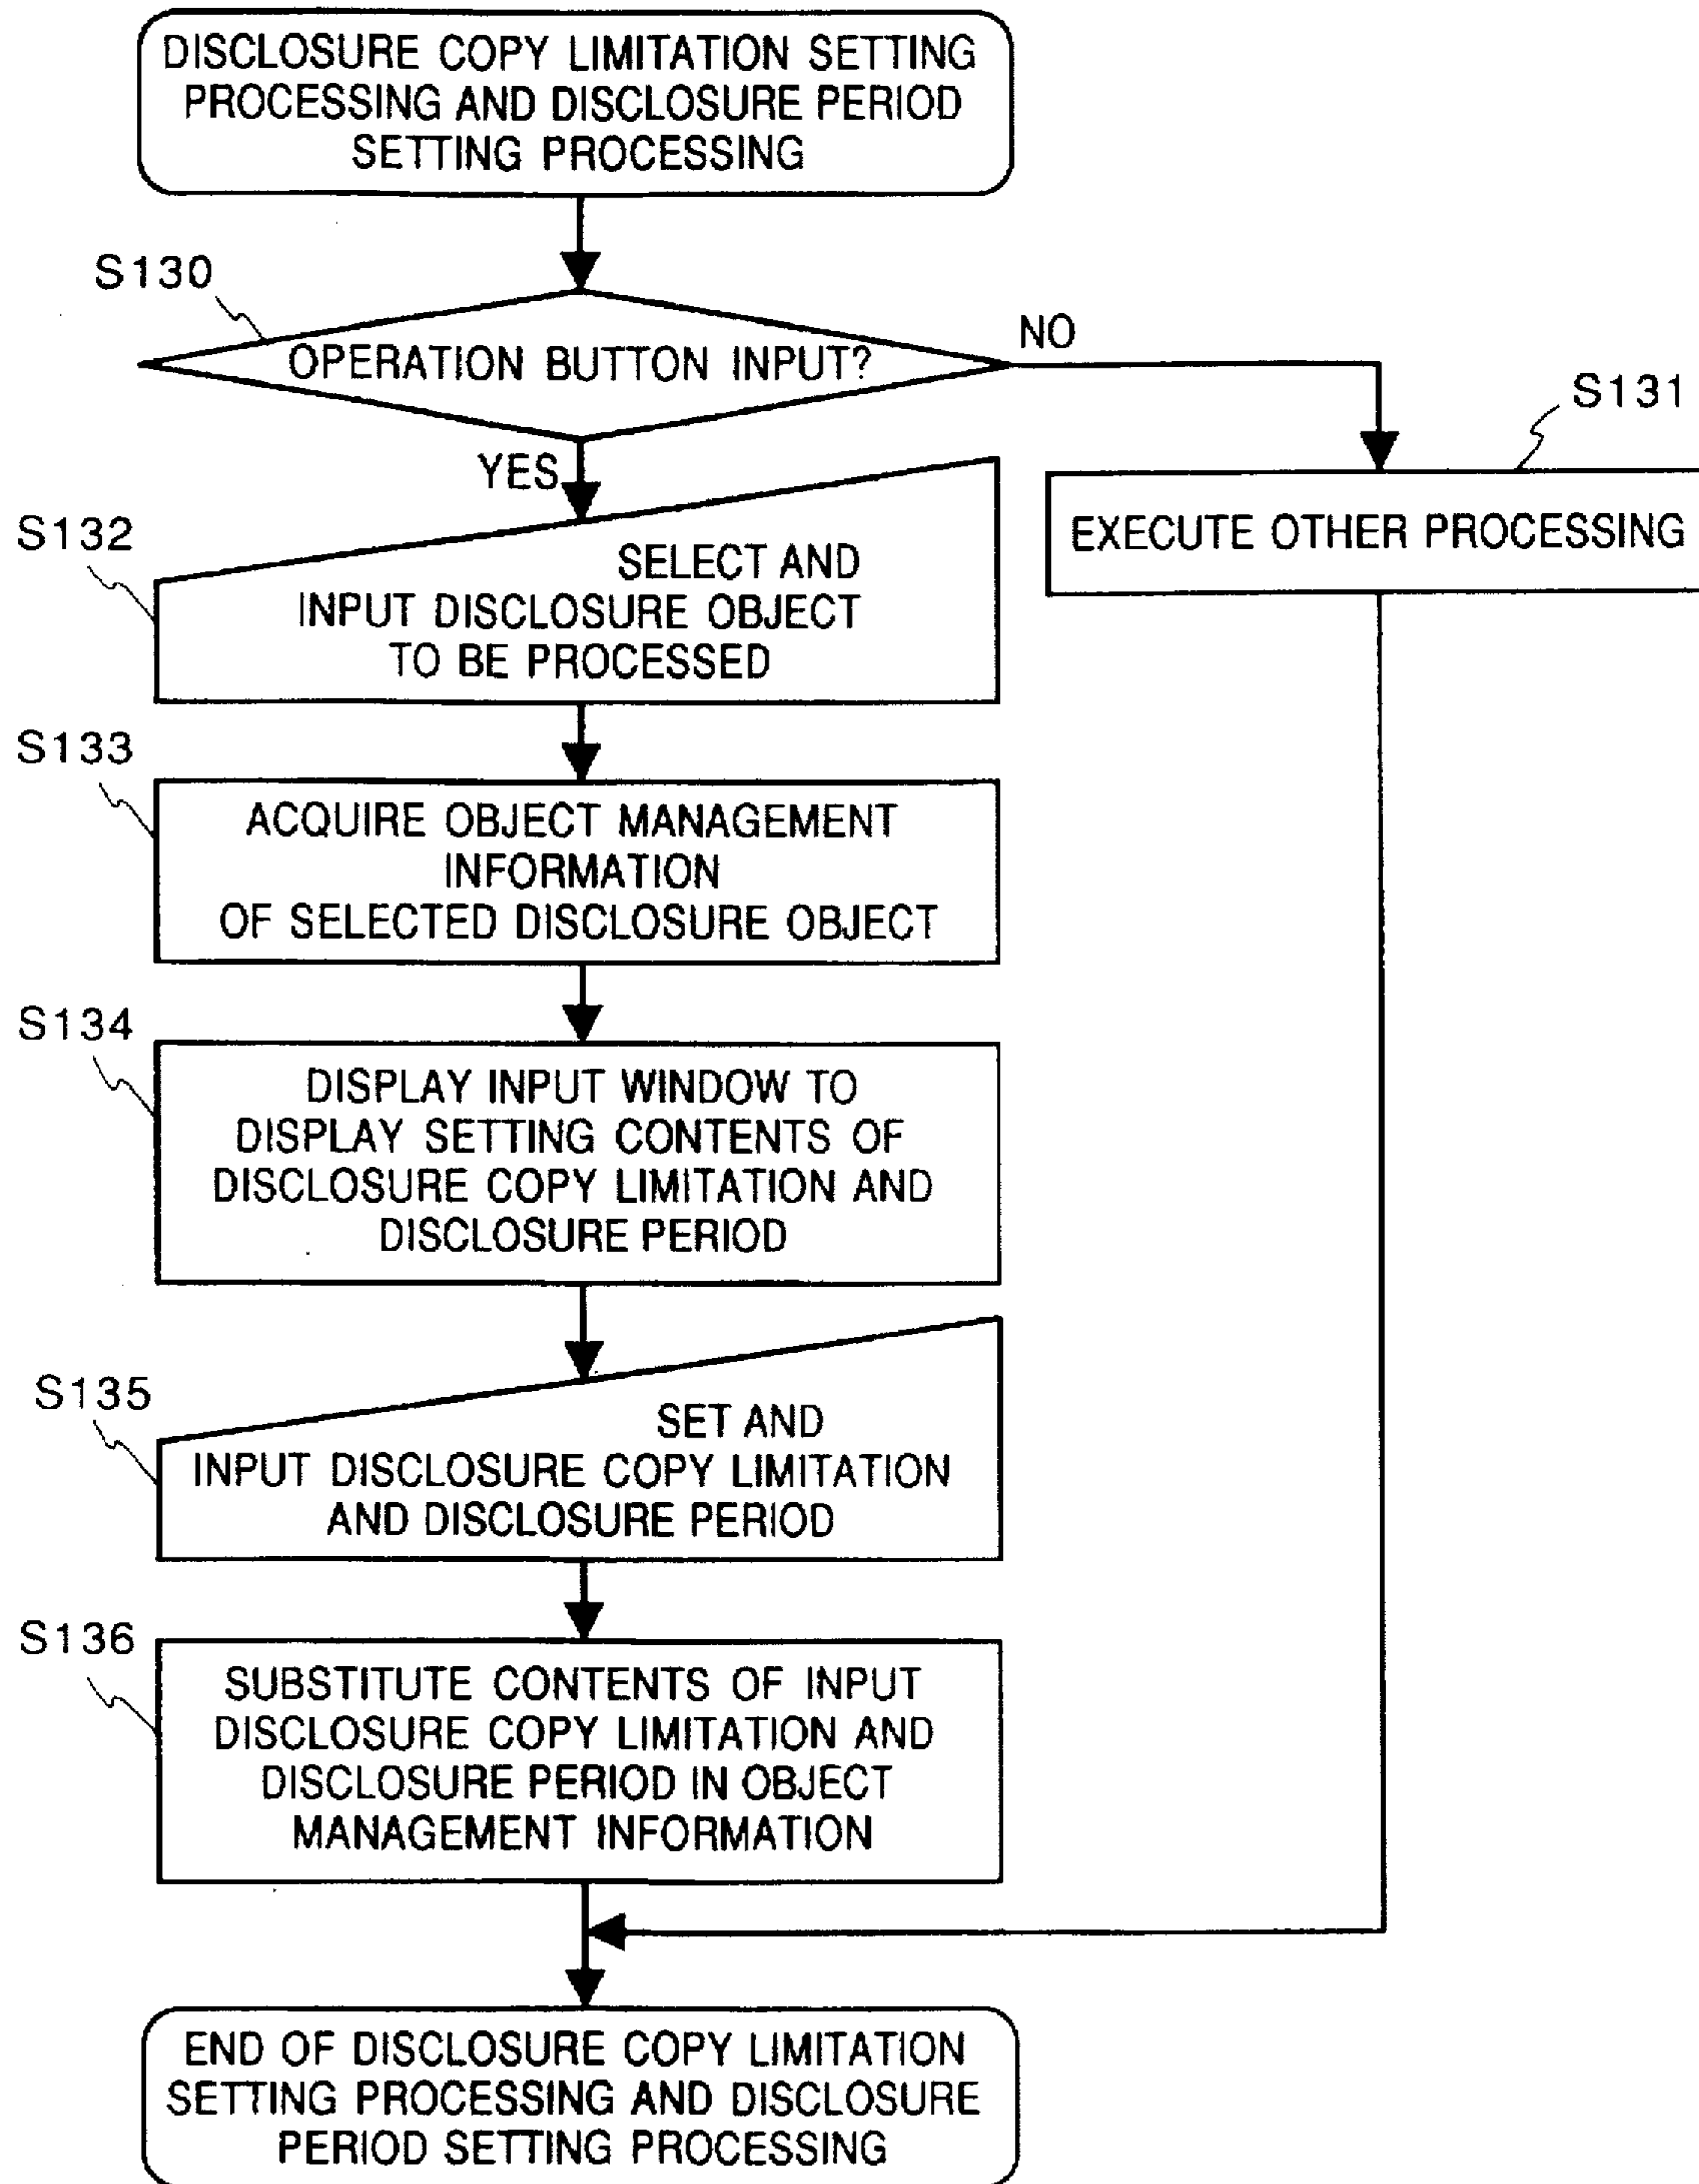 DISCLOSURE COPY LIMITATION SETTING
PROCESSING AND DISCLOSURE PERIOD
SETTING PROCESSING
S130
OPERATION BUTTON INPUT?
NO
S131
YES
EXECUTE OTHER PROCESSING
S132
SELECT AND
INPUT DISCLOSURE OBJECT
TO BE PROCESSED
S133
ACQUIRE OBJECT MANAGEMENT
INFORMATION
OF SELECTED DISCLOSURE OBJECT
S134
DISPLAY INPUT WINDOW TO
DISPLAY SETTING CONTENTS OF
DISCLOSURE COPY LIMITATION AND
DISCLOSURE PERIOD
S135
SET AND
INPUT DISCLOSURE COPY LIMITATION
AND DISCLOSURE PERIOD
S136
SUBSTITUTE CONTENTS OF INPUT
DISCLOSURE COPY LIMITATION AND
DISCLOSURE PERIOD IN OBJECT
MANAGEMENT INFORMATION
END OF DISCLOSURE COPY LIMITATION
SETTING PROCESSING AND DISCLOSURE
PERIOD SETTING PROCESSING